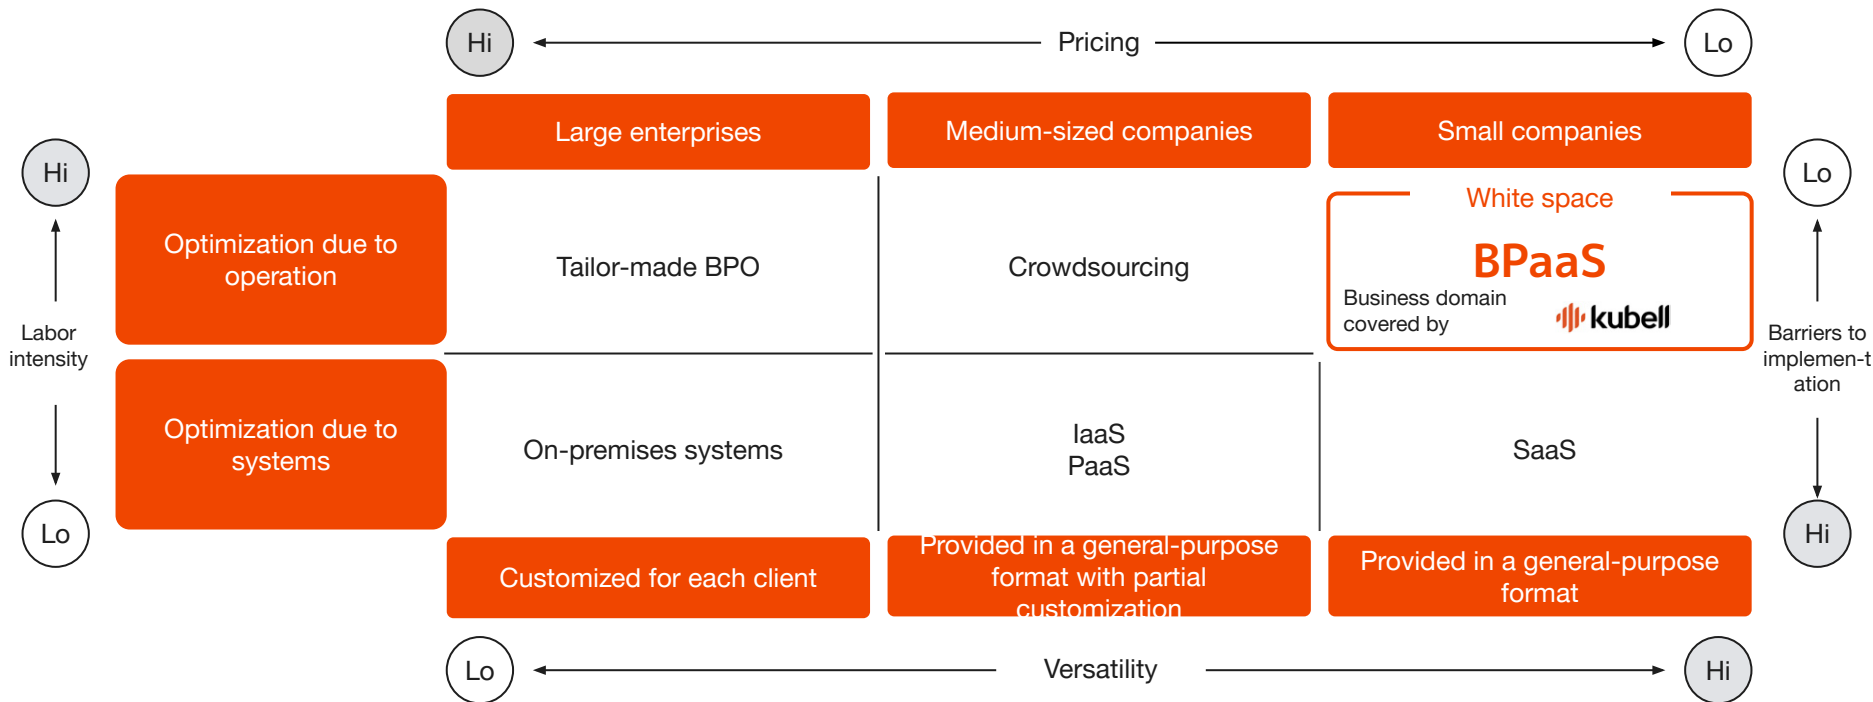 Hi
Pricing
Lo
Large enterprises
Medium-sized companies
Small companies
Hi
Lo
White space
Optimization due to
operation
Tailor-made BPO
Crowdsourcing
BPaaS
Business domain
covered by
kubell
Labor
intensity
Barriers to
implemen-t
ation
Optimization due to
systems
On-premises systems
IaaS
PaaS
SaaS
Lo
Hi
Customized for each client
Provided in a general-purpose
format with partial
customization
Provided in a general-purpose
format
Lo
Versatility
Hi